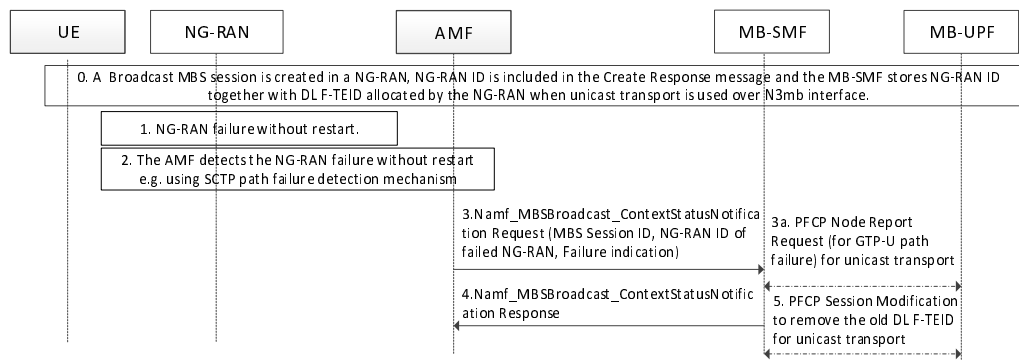 UE
NG-RAN
AMF
MB-SMF
MB-UPF
0. A Broadcast MBS session is created in a NG-RAN, NG-RAN ID is included in the Create Response message and the MB-SMF stores NG-RAN ID
together with DL F-TEID allocated by the NG-RAN when unicast transport is used over N3mb interface.
1. NG-RAN failure without restart.
2. The AMF detects the NG-RAN failure without restart
e.g. using SCTP path failure detection mechanism
3.Namf_MBSBroadcast_ContextStatusNotifica
tion Request (MBS Session ID, NG-RAN ID of
failed NG-RAN, Failure indication)
3a. PFCP Node Report
Request (for GTP-U path
failure) for unicast transport
4.Namf_MBSBroadcast_ContextStatusNotific
ation Response
5. PFCP Session Modification
to remove the old DL F-TEID
for unicast transport